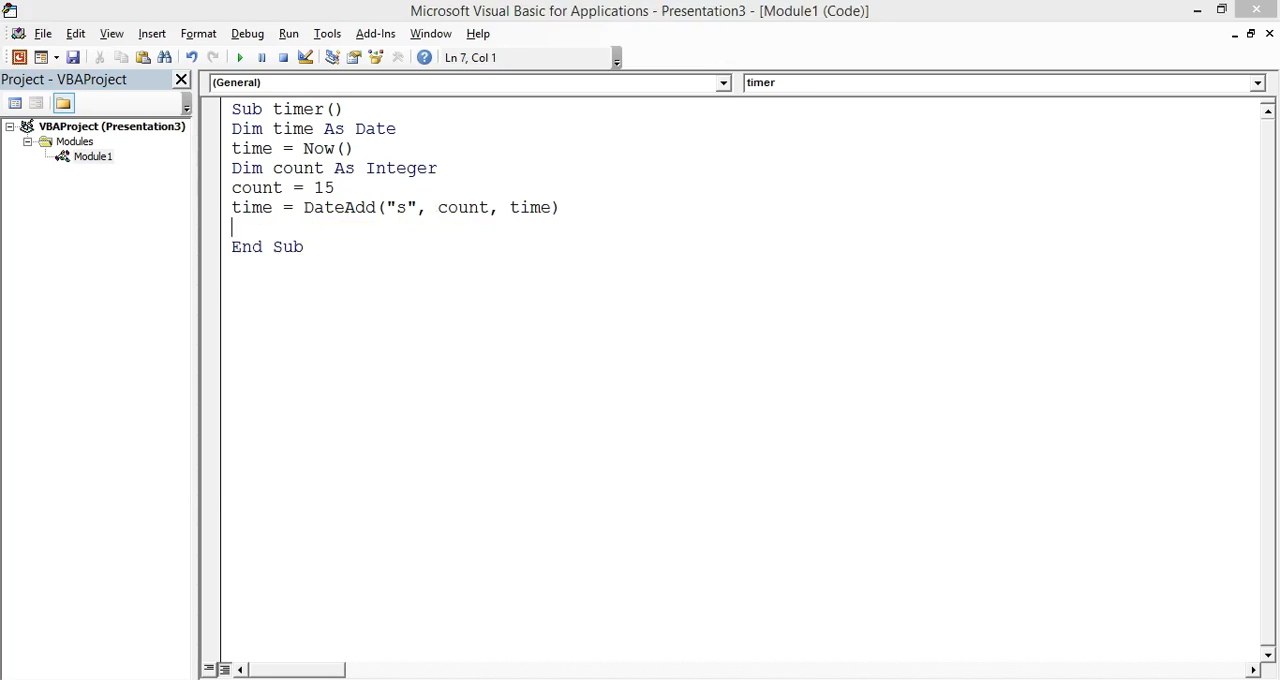 Microsoft Visual Basic for Applications - Presentation3 - [Module1 (Code)]
File Edit View Insert Format Debug Run Tools Add-Ins Window Help
Ln 7, Col 1
Project - VBAProject
(General) timer
VBAProject (Presentation3)
Modules
Module1
Sub timer()
Dim time As Date
time = Now()
Dim count As Integer
count = 15
time = DateAdd("s", count, time)
End Sub